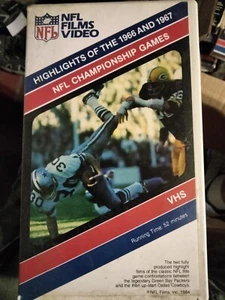 NFL
NFL
FILMS
VIDEO
HIGHLIGHTS OF THE 1966 AND 1967
NFL CHAMPIONSHIP GAMES
VHS
Running Time: 52 minutes
The two fully
produced highlight
films of the classic NFL title
game confrontations between
the legendary Green Bay Packers
and the then up-start Dallas Cowboys.
©NFL Films, Inc. 1984